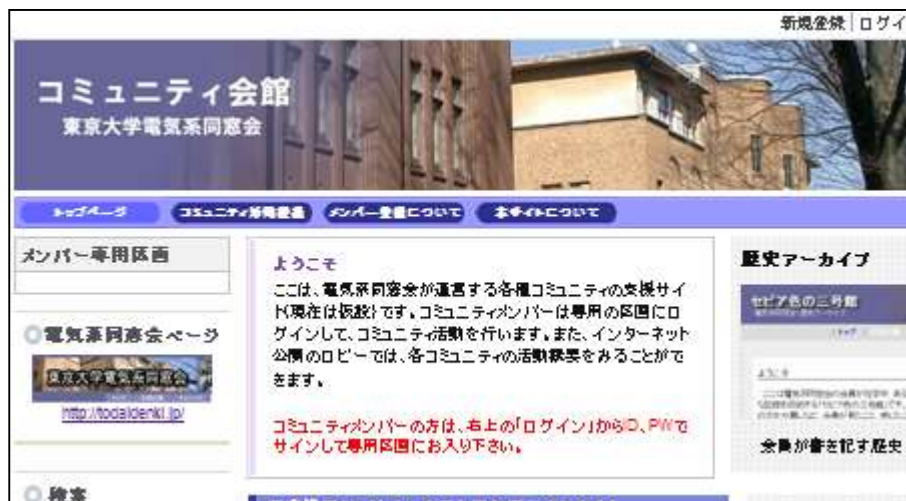 新規登録│ログイ
コミュニティ会館
東京大学電気系同窓会
トップページ
コミュニティ活動概要
メンバー登録について
本サイトについて
メンバー専用区画
電気系同窓会ページ
東京大学電気系同窓会
http://todaidenki.jp/
検索
ようこそ
ここは、電気系同窓会が運営する各種コミュニティの支援サイ
ト(現在は仮設)です。コミュニティメンバーは専用の区画にロ
グインして、コミュニティ活動を行います。また、インターネット
公開のロビーでは、各コミュニティの活動概要をみることがで
きます。
コミュニティメンバーの方は、右上の「ログイン」からID、PWで
サインして専用区画にお入り下さい。
歴史アーカイブ
セピア色の三号館
トップ
ようこそ
会員が書き記す歴史